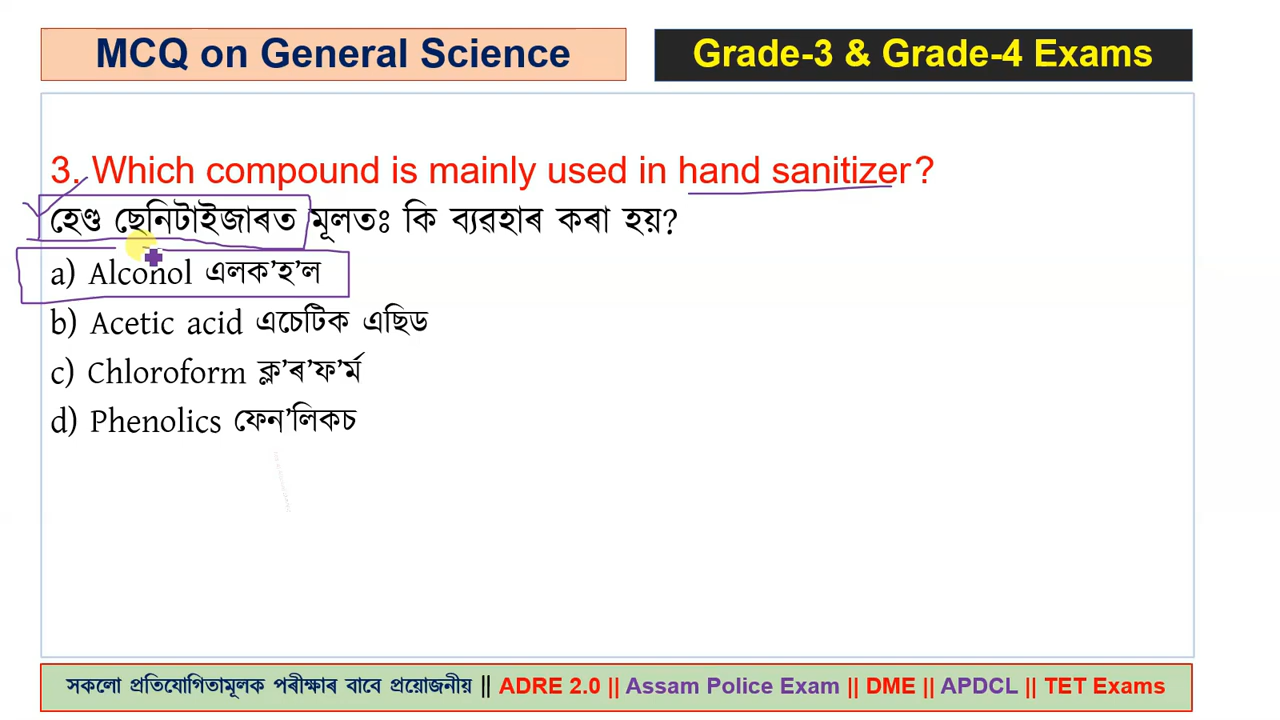 MCQ on General Science
Grade-3 & Grade-4 Exams
3. Which compound is mainly used in hand sanitizer?
হেণ্ড ছেনিটাইজাৰত মূলতঃ কি ব্যৱহাৰ কৰা হয়?
a) Alconol এলক’হ’ল
b) Acetic acid এচেটিক এছিড
c) Chloroform ক্ল’ৰ’ফ’ৰ্ম
d) Phenolics ফেন’লিকচ
সকলো প্ৰতিযোগিতামূলক পৰীক্ষাৰ বাবে প্ৰয়োজনীয় || ADRE 2.0 || Assam Police Exam || DME || APDCL || TET Exams